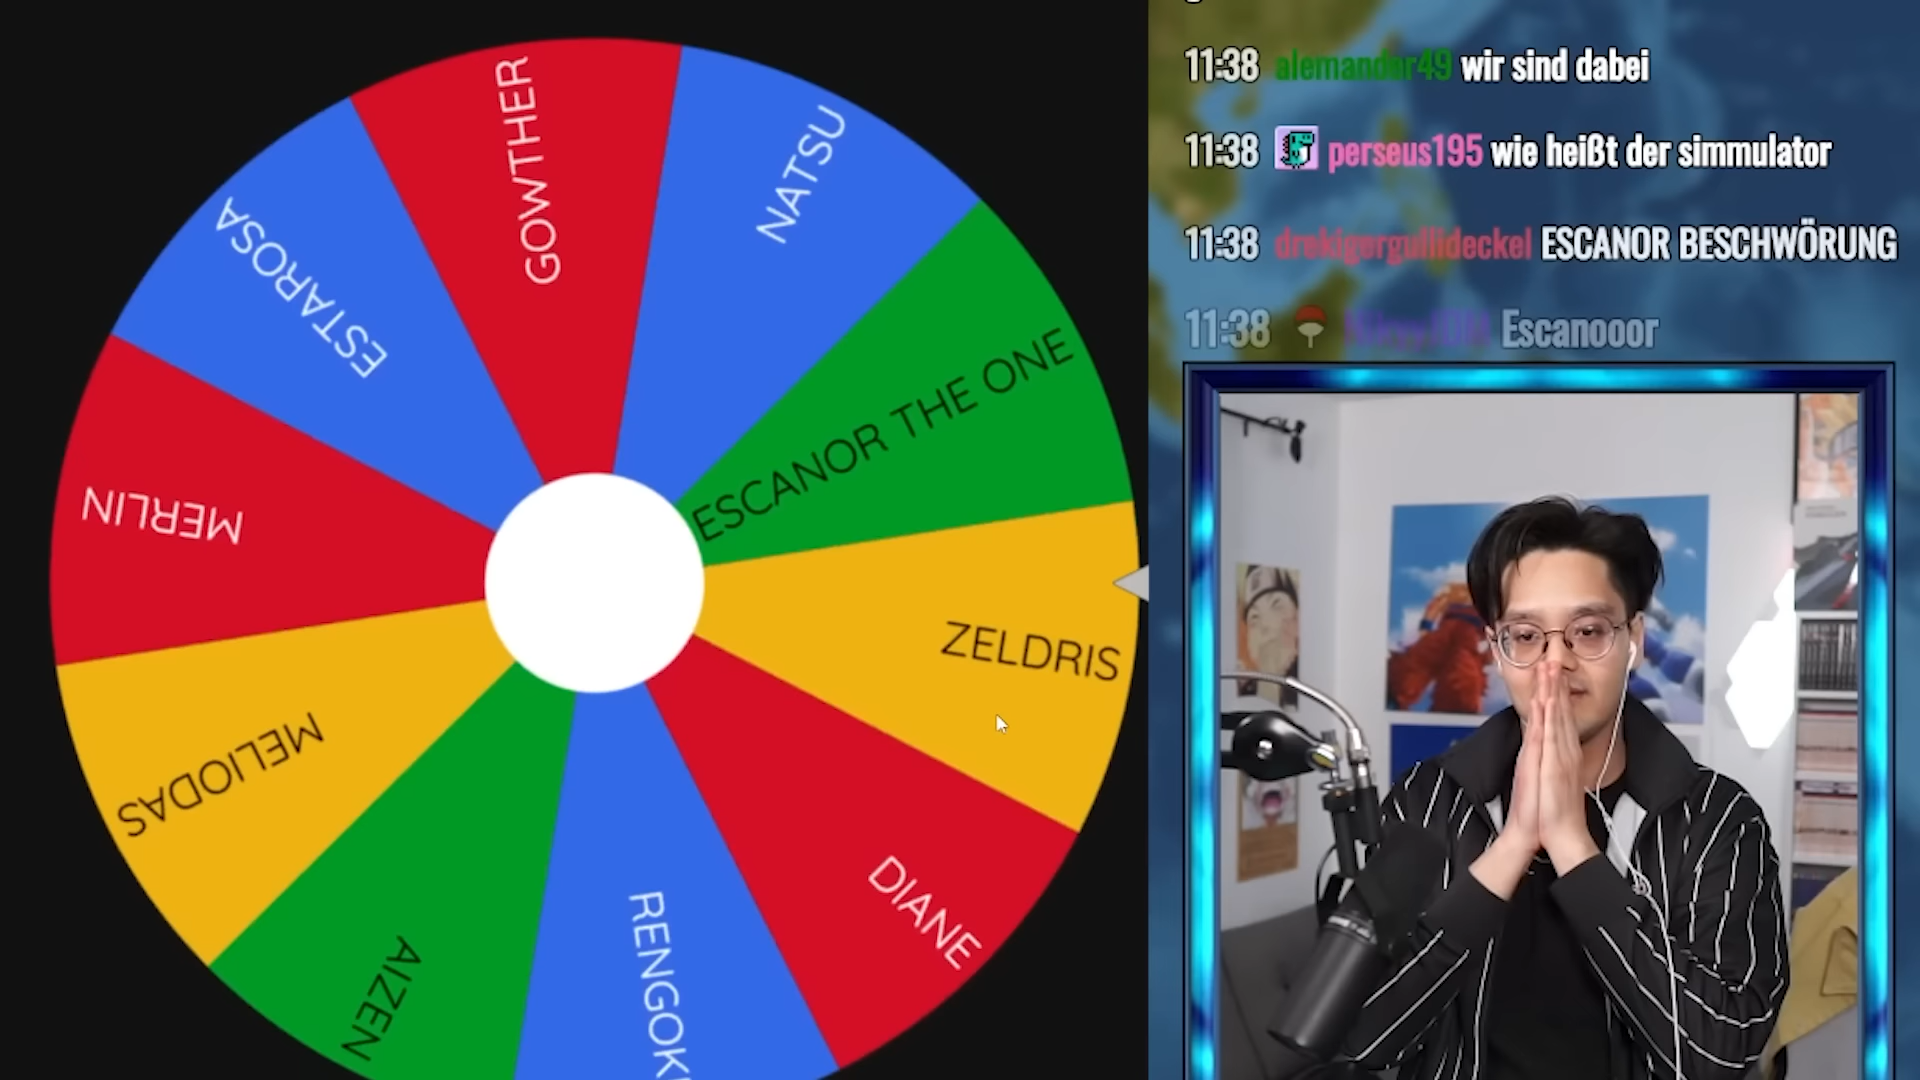 GOWTHER
NATSU
ESCANOR THE ONE
ZELDRIS
DIANE
AIZEN
MELIODAS
MERLIN
ESTAROSA
11:38 alemander49 wir sind dabei
11:38 perseus195 wie heißt der simmulator
11:38 drekigergullideckel ESCANOR BESCHWÖRUNG
11:38 Escanooor